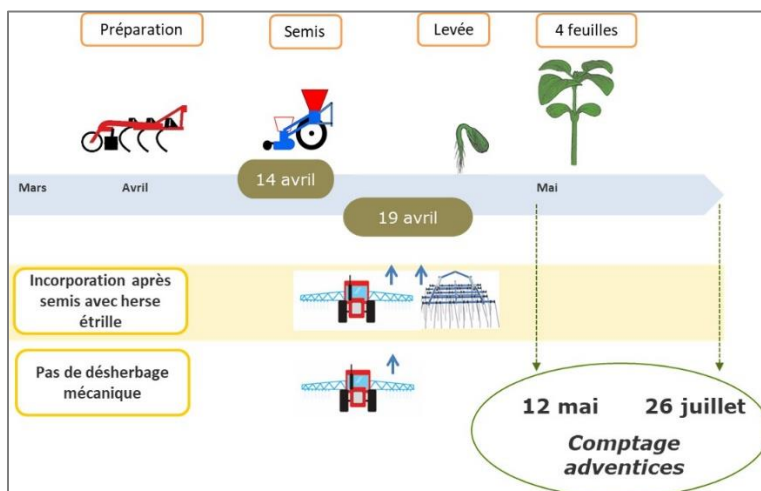 Préparation
Semis
Levée
4 feuilles
14 avril
Mars
Avril
Mai
19 avril
Incorporation après
semis avec herse
étrille
Pas de désherbage
mécanique
12 mai
26 juillet
Comptage
adventices